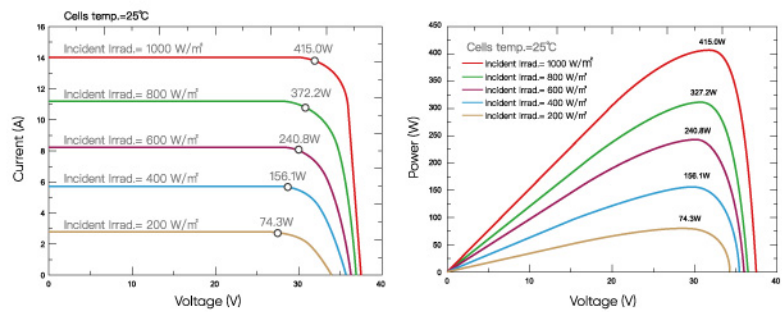 Cells temp.=25℃
16
14
12
10
8
6
4
2
0
Current (A)
Incident Irrad.= 1000 W/㎡
415.0W
Incident Irrad.= 800 W/㎡
372.2W
Incident Irrad.= 600 W/㎡
240.8W
Incident Irrad.= 400 W/㎡
156.1W
Incident Irrad.= 200 W/㎡
74.3W
0 10 20 30 40
Voltage (V)
450
400
350
300
250
200
150
100
50
0
Power (W)
Cells temp.=25℃
Incident Irrad.= 1000 W/㎡
Incident Irrad.= 800 W/㎡
Incident Irrad.= 600 W/㎡
Incident Irrad.= 400 W/㎡
Incident Irrad.= 200 W/㎡
415.0W
327.2W
240.8W
156.1W
74.3W
0 10 20 30 40
Voltage (V)